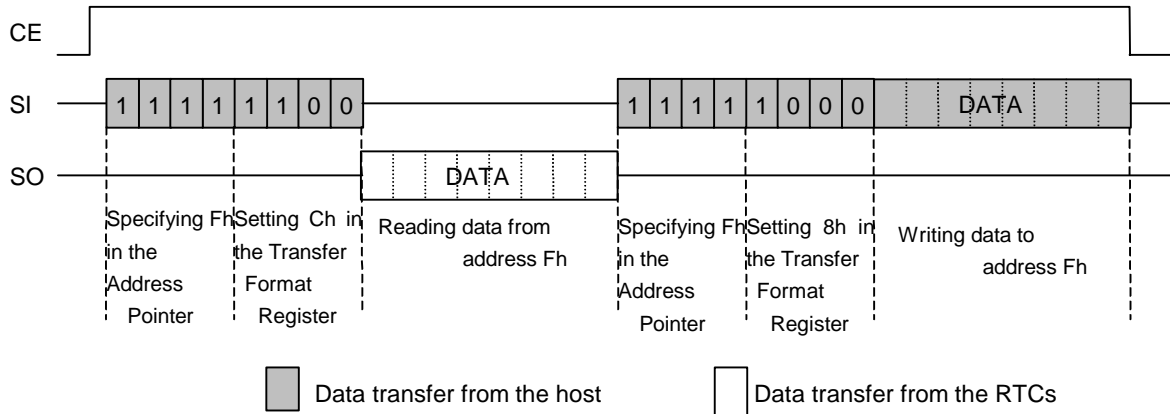 CE
SI 1 1 1 1 1 1 0 0 1 1 1 1 1 0 0 0 DATA
SO DATA
Specifying Fh
in the
Address
Pointer
Setting Ch in
the Transfer
Format
Register
Reading data from
address Fh
Specifying Fh
in the
Address
Pointer
Setting 8h in
the Transfer
Format
Register
Writing data to
address Fh
Data transfer from the host
Data transfer from the RTCs